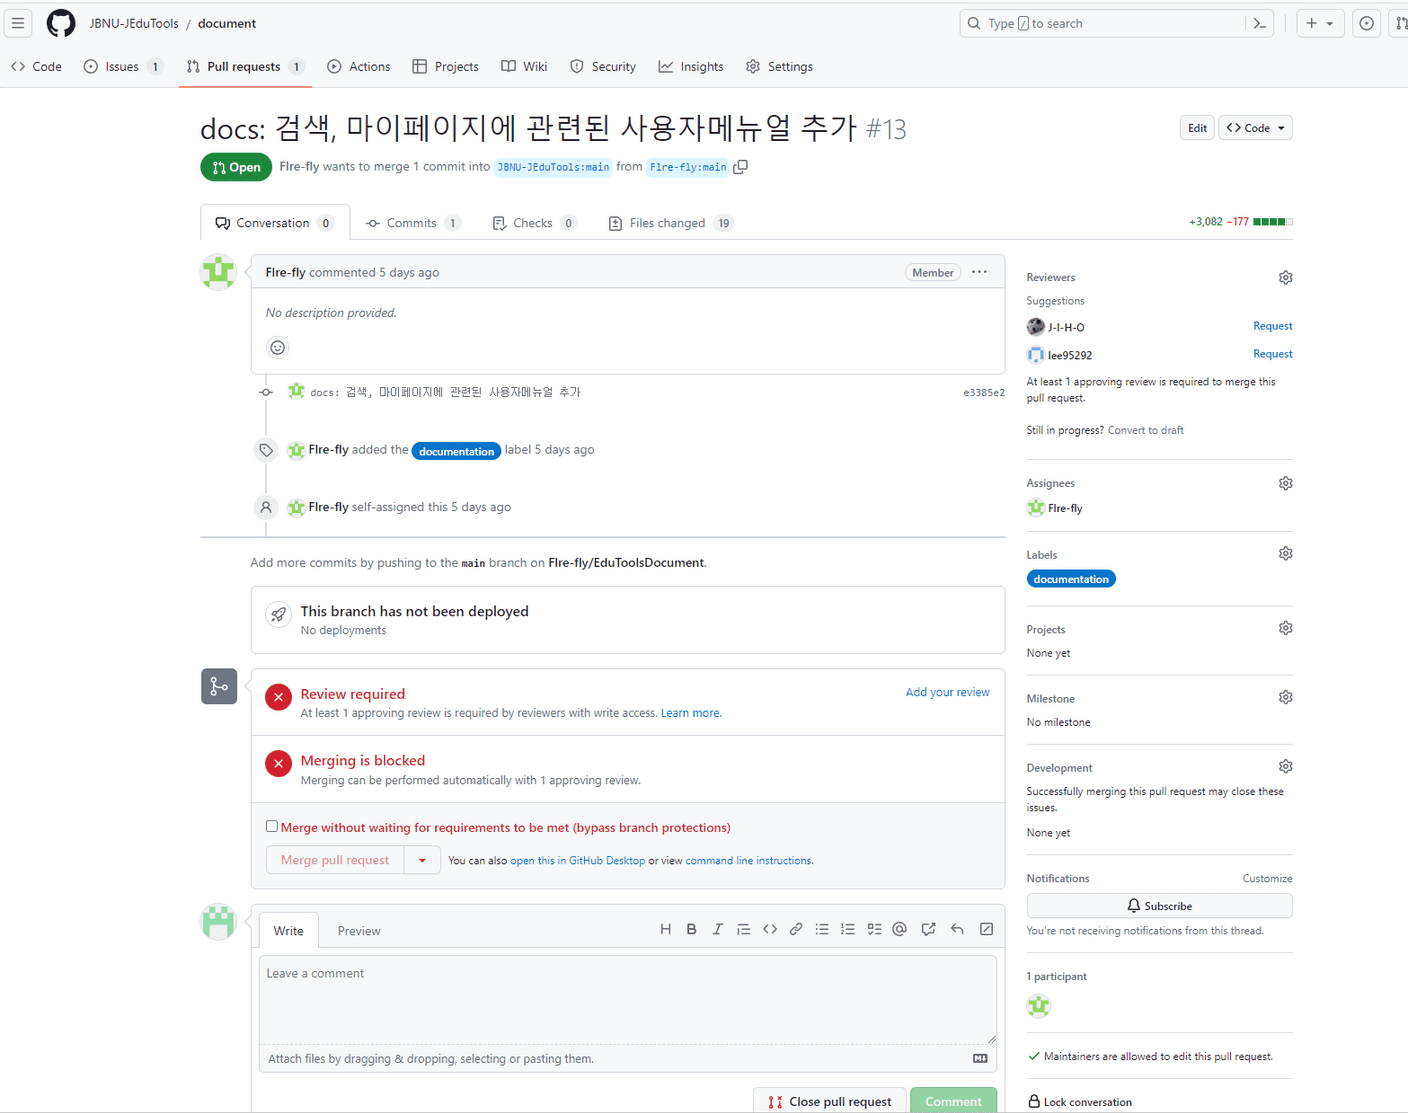 JBNU-JEduTools / document
Type / to search
Code
Issues 1
Pull requests 1
Actions
Projects
Wiki
Security
Insights
Settings
docs: 검색, 마이페이지에 관련된 사용자메뉴얼 추가 #13
Edit
Code
Open
FIre-fly wants to merge 1 commit into JBNU-JEduTools:main from FIre-fly:main
Conversation 0
Commits 1
Checks 0
Files changed 19
+3,082 −177
FIre-fly commented 5 days ago
Member
No description provided.
docs: 검색, 마이페이지에 관련된 사용자메뉴얼 추가
e3385e2
FIre-fly added the documentation label 5 days ago
FIre-fly self-assigned this 5 days ago
Add more commits by pushing to the main branch on FIre-fly/EduToolsDocument.
This branch has not been deployed
No deployments
Review required
Add your review
At least 1 approving review is required by reviewers with write access. Learn more.
Merging is blocked
Merging can be performed automatically with 1 approving review.
Merge without waiting for requirements to be met (bypass branch protections)
Merge pull request
You can also open this in GitHub Desktop or view command line instructions.
Write
Preview
Leave a comment
Attach files by dragging & dropping, selecting or pasting them.
Close pull request
Comment
Reviewers
Suggestions
J-I-H-O
Request
lee95292
Request
At least 1 approving review is required to merge this
pull request.
Still in progress? Convert to draft
Assignees
FIre-fly
Labels
documentation
Projects
None yet
Milestone
No milestone
Development
Successfully merging this pull request may close these
issues.
None yet
Notifications
Customize
Subscribe
You're not receiving notifications from this thread.
1 participant
Maintainers are allowed to edit this pull request.
Lock conversation